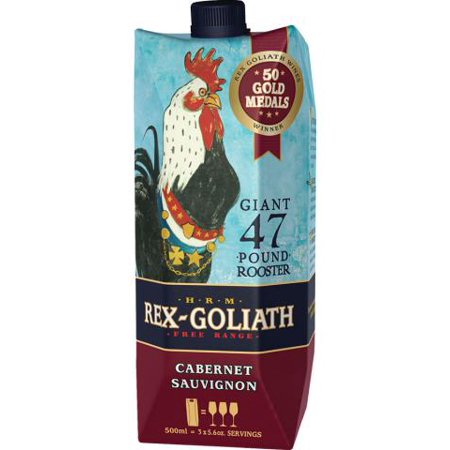 REX GOLIATH WINES
50
GOLD
MEDALS
WINNER
GIANT
47
POUND
ROOSTER
· H · R · M ·
REX-GOLIATH
· FREE RANGE ·
CABERNET
SAUVIGNON
=
500ml = 3 x 5.6oz. SERVINGS